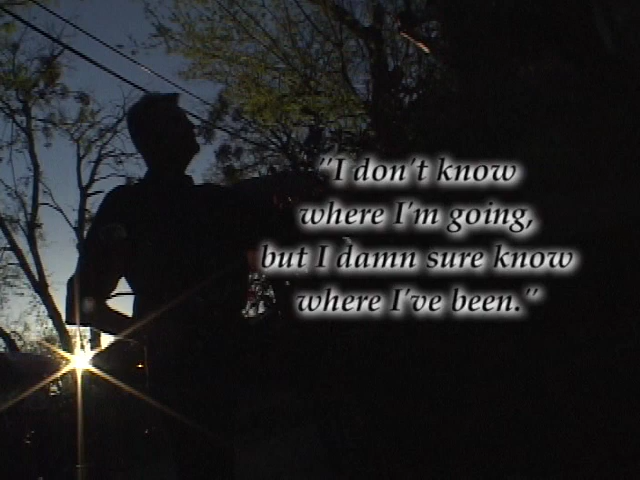 "I don't know
where I'm going,
but I damn sure know
where I've been."